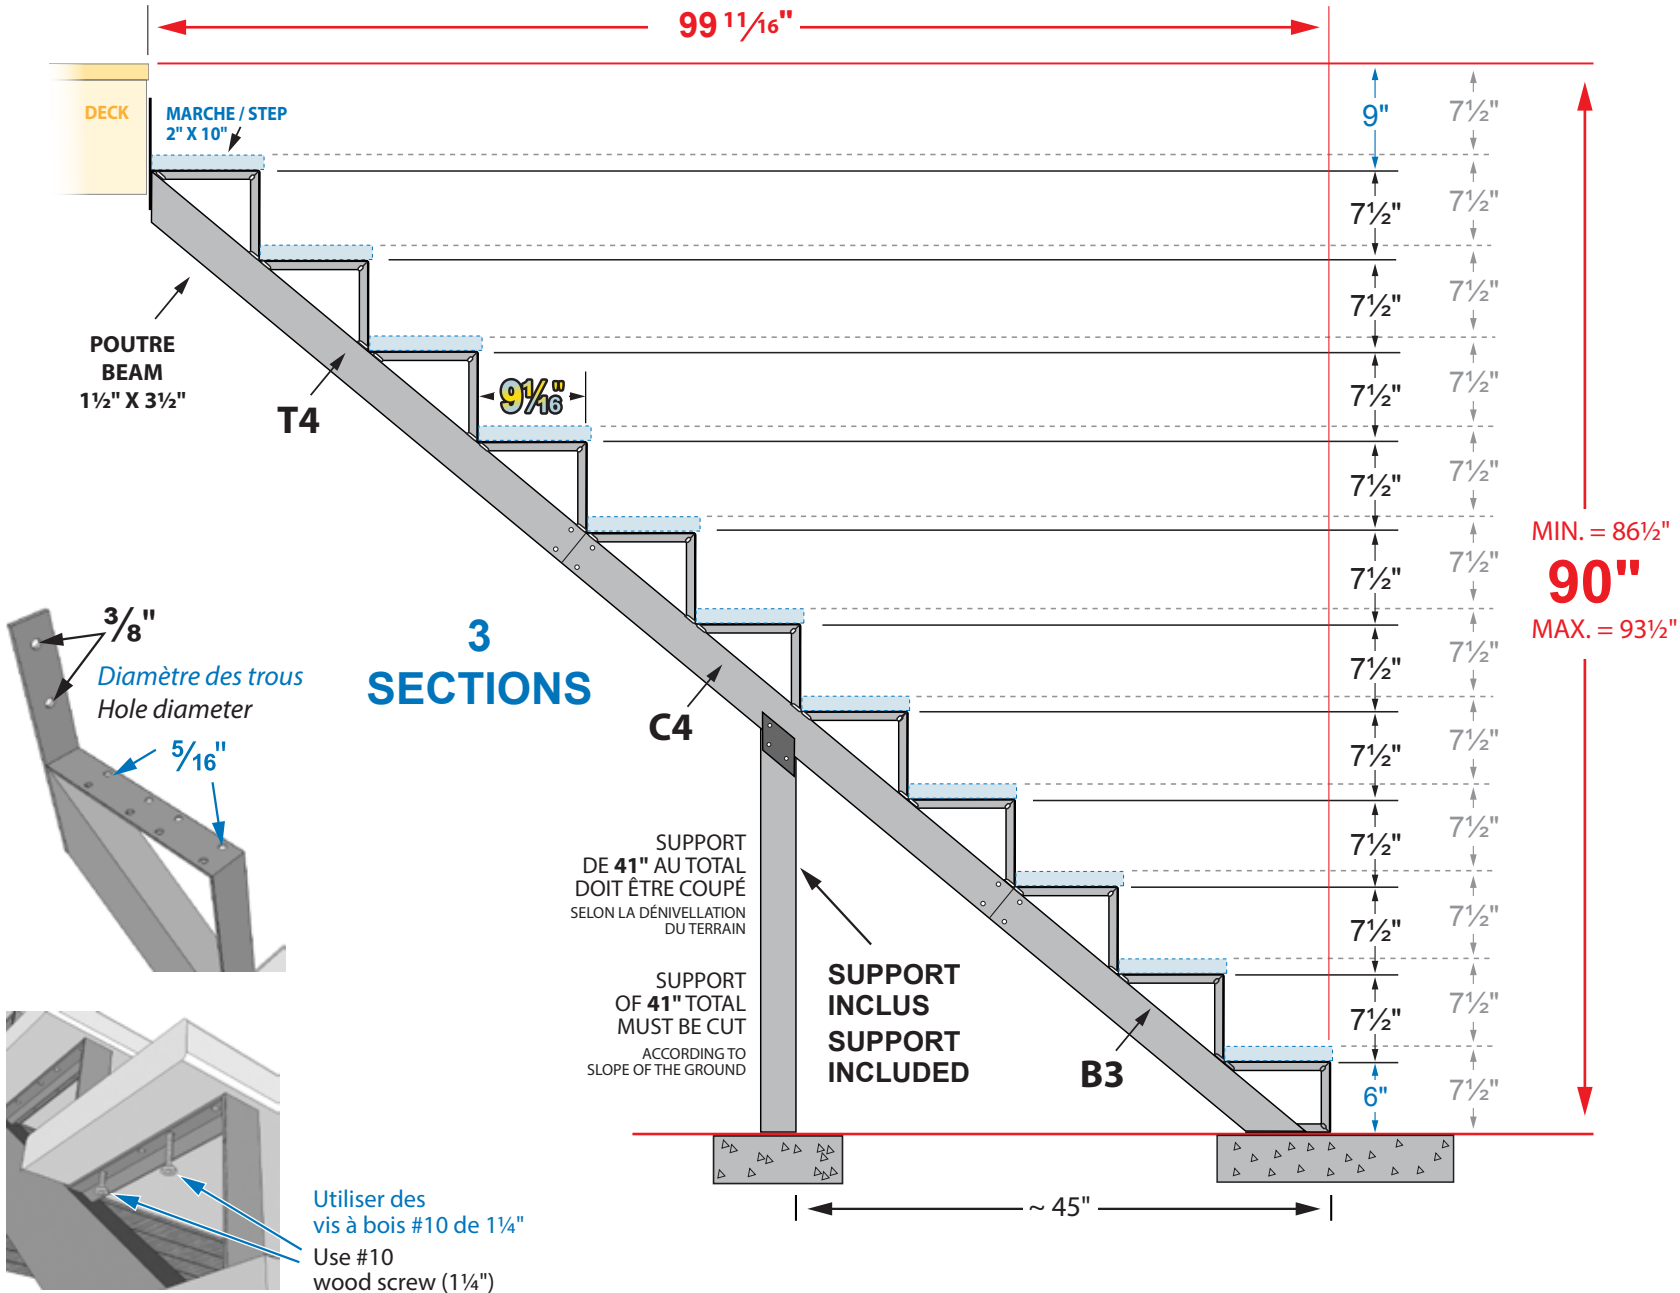 99 11/16"
DECK
MARCHE / STEP
2" X 10"
9"
7½"
7½"
7½"
7½"
7½"
7½"
7½"
7½"
7½"
7½"
6"
7½"
7½"
7½"
7½"
7½"
7½"
7½"
7½"
7½"
7½"
7½"
7½"
MIN. = 86½"
90"
MAX. = 93½"
POUTRE
BEAM
1½" X 3½"
T4
9 1/16"
3
SECTIONS
C4
3/8"
Diamètre des trous
Hole diameter
5/16"
SUPPORT
DE 41" AU TOTAL
DOIT ÊTRE COUPÉ
SELON LA DÉNIVELLATION
DU TERRAIN
SUPPORT
OF 41" TOTAL
MUST BE CUT
ACCORDING TO
SLOPE OF THE GROUND
SUPPORT
INCLUS
SUPPORT
INCLUDED
B3
~ 45"
Utiliser des
vis à bois #10 de 1¼"
Use #10
wood screw (1¼")